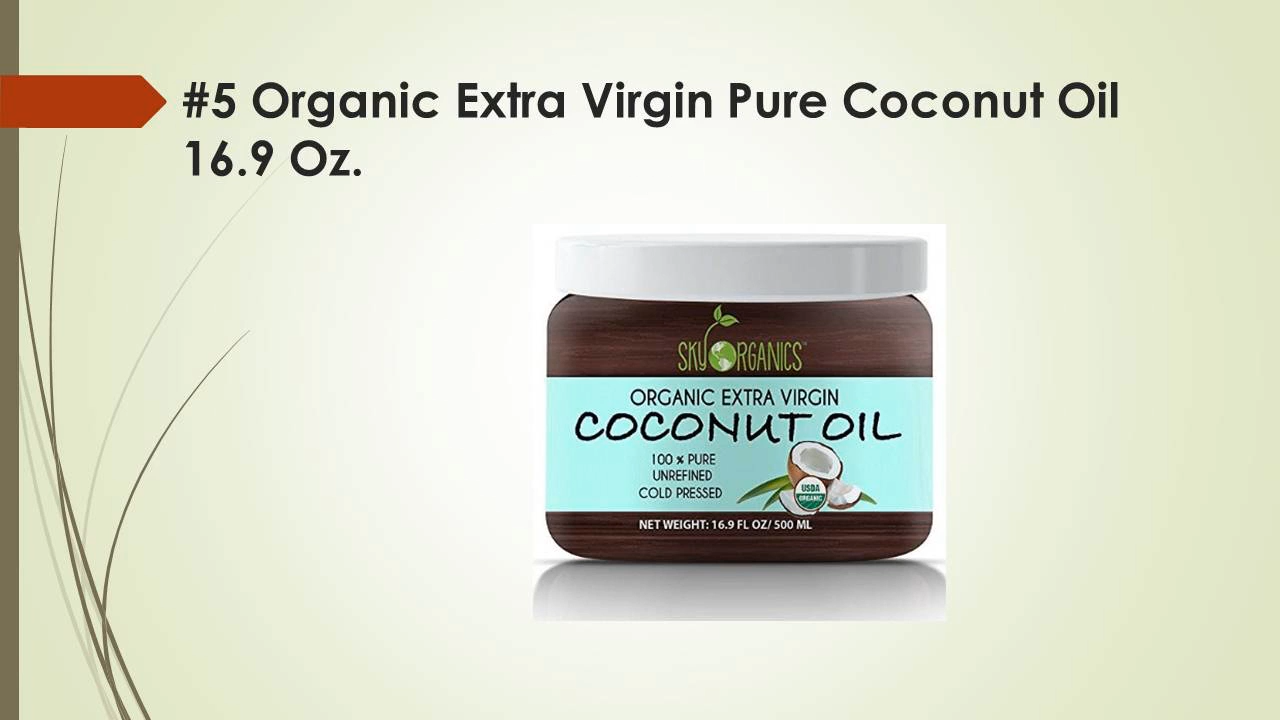 #5 Organic Extra Virgin Pure Coconut Oil
16.9 Oz.
SKY ORGANICS™
ORGANIC EXTRA VIRGIN
COCONUT OIL
100 % PURE
UNREFINED
COLD PRESSED
USDA
ORGANIC
NET WEIGHT: 16.9 FL OZ/ 500 ML